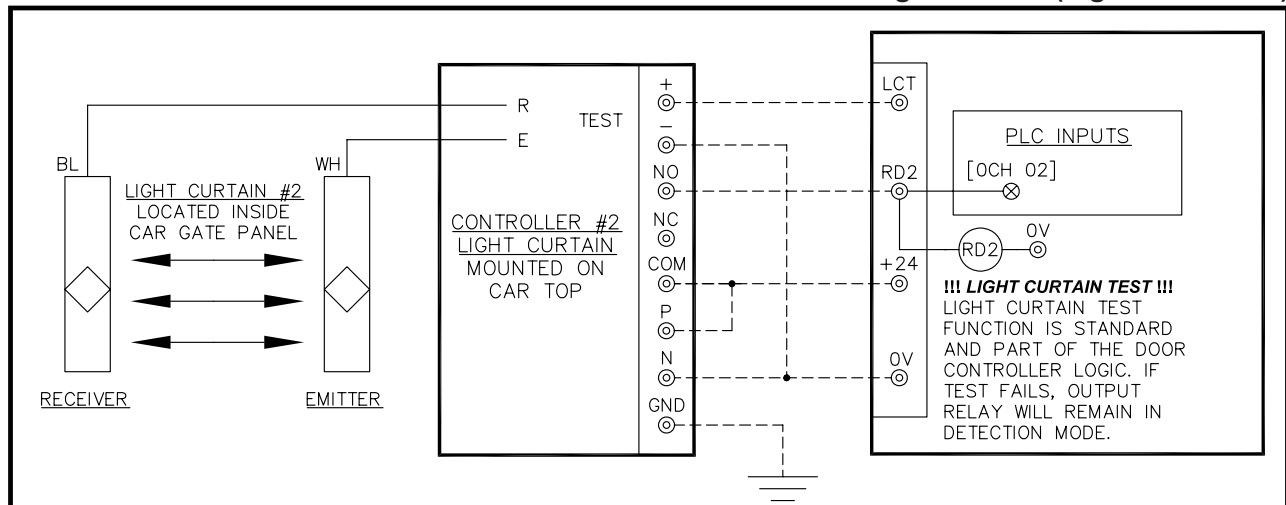 R
E
TEST
+
−
NO
NC
COM
P
N
GND
BL
WH
LIGHT CURTAIN #2
LOCATED INSIDE
CAR GATE PANEL
RECEIVER
EMITTER
CONTROLLER #2
LIGHT CURTAIN
MOUNTED ON
CAR TOP
LCT
RD2
+24
0V
PLC INPUTS
[0CH 02]
RD2
0V
!!! LIGHT CURTAIN TEST !!!
LIGHT CURTAIN TEST
FUNCTION IS STANDARD
AND PART OF THE DOOR
CONTROLLER LOGIC. IF
TEST FAILS, OUTPUT
RELAY WILL REMAIN IN
DETECTION MODE.